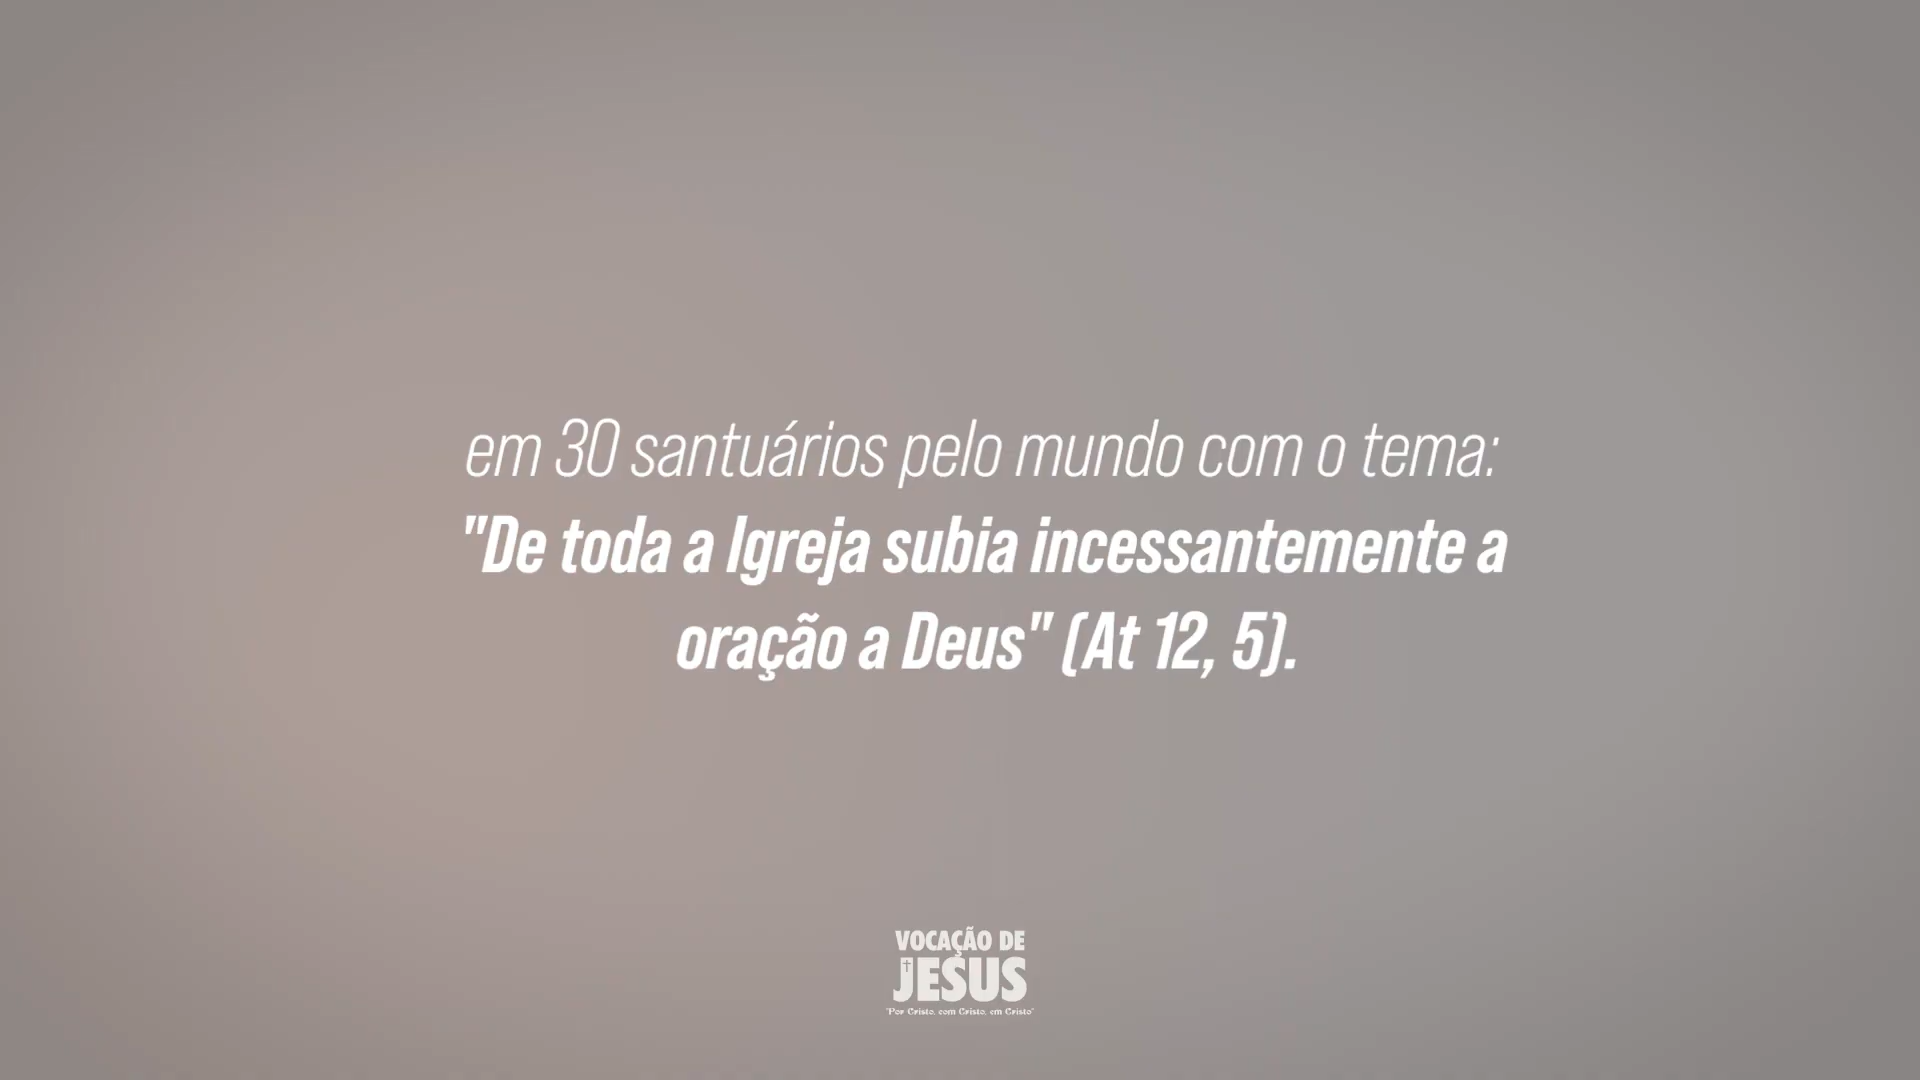 em 30 santuários pelo mundo com o tema:
"De toda a Igreja subia incessantemente a
oração a Deus" (At 12, 5).
VOCAÇÃO DE
JESUS
"Por Cristo, com Cristo, em Cristo"